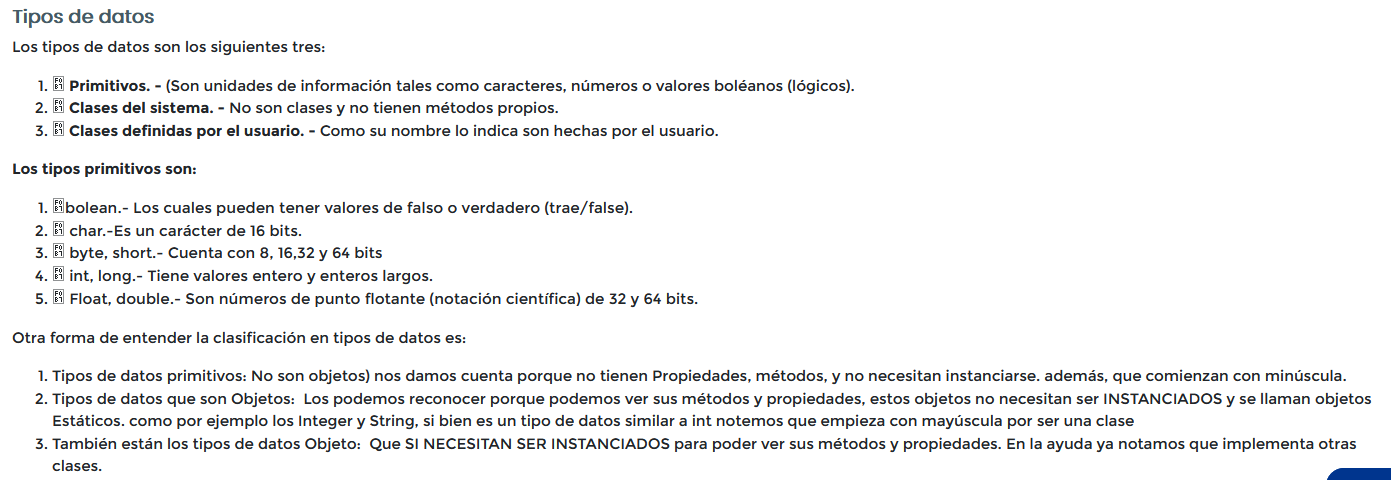 Tipos de datos
Los tipos de datos son los siguientes tres:
1. Primitivos. - (Son unidades de información tales como caracteres, números o valores boléanos (lógicos).
2. Clases del sistema. - No son clases y no tienen métodos propios.
3. Clases definidas por el usuario. - Como su nombre lo indica son hechas por el usuario.
Los tipos primitivos son:
1. bolean.- Los cuales pueden tener valores de falso o verdadero (trae/false).
2. char.-Es un carácter de 16 bits.
3. byte, short.- Cuenta con 8, 16,32 y 64 bits
4. int, long.- Tiene valores entero y enteros largos.
5. Float, double.- Son números de punto flotante (notación científica) de 32 y 64 bits.
Otra forma de entender la clasificación en tipos de datos es:
1. Tipos de datos primitivos: No son objetos) nos damos cuenta porque no tienen Propiedades, métodos, y no necesitan instanciarse. además, que comienzan con minúscula.
2. Tipos de datos que son Objetos: Los podemos reconocer porque podemos ver sus métodos y propiedades, estos objetos no necesitan ser INSTANCIADOS y se llaman objetos
Estáticos. como por ejemplo los Integer y String, si bien es un tipo de datos similar a int notemos que empieza con mayúscula por ser una clase
3. También están los tipos de datos Objeto: Que SI NECESITAN SER INSTANCIADOS para poder ver sus métodos y propiedades. En la ayuda ya notamos que implementa otras
clases.